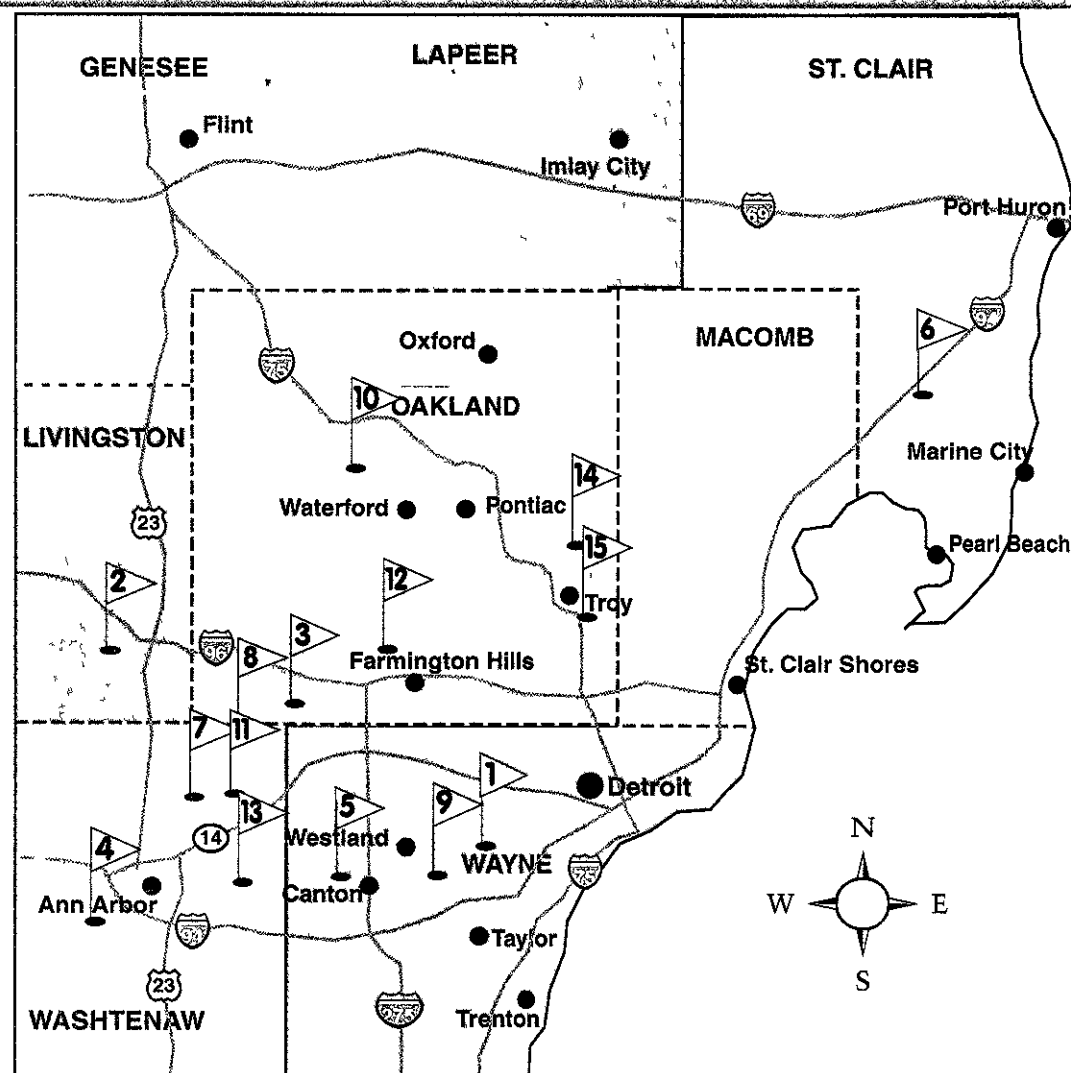 GENESEE
LAPEER
ST. CLAIR
Flint
Imlay City
69
Port Huron
Oxford
MACOMB
6
75
10
OAKLAND
LIVINGSTON
Marine City
14
Waterford
Pontiac
23
15
Pearl Beach
2
12
Troy
3
96
8
Farmington Hills
St. Clair Shores
7
11
1
Detroit
13
5
9
14
Westland
4
WAYNE
75
N
Canton
Ann Arbor
W
E
94
Taylor
S
23
275
WASHTENAW
Trenton